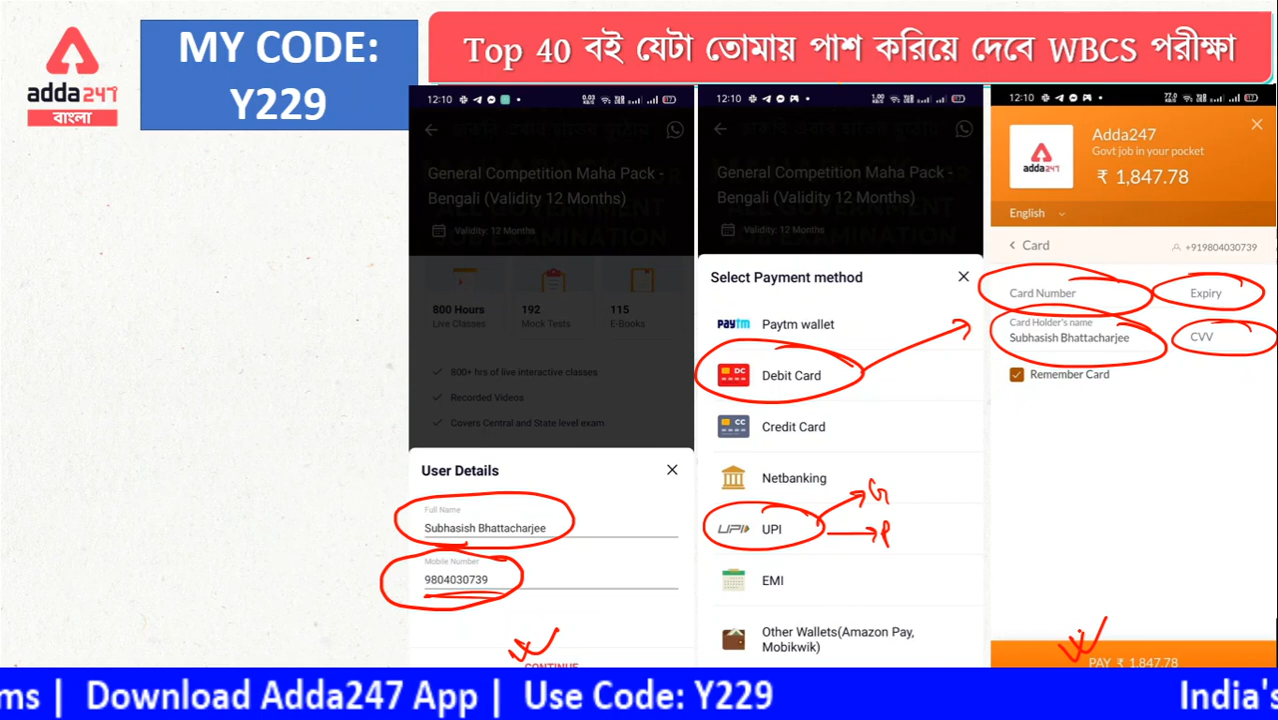 adda247
বাংলা
MY CODE:
Y229
Top 40 বই যেটা তোমায় পাশ করিয়ে দেবে WBCS পরীক্ষা
12:10
General Competition Maha Pack -
Bengali (Validity 12 Months)
Validity: 12 Months
800 Hours
Live Classes
192
Mock Tests
115
E-Books
800+ hrs of live interactive classes
Recorded Videos
Covers Central and State level exam
User Details
Full Name
Subhasish Bhattacharjee
Mobile Number
9804030739
CONTINUE
12:10
General Competition Maha Pack -
Bengali (Validity 12 Months)
Validity: 12 Months
Select Payment method
Paytm Paytm wallet
DC Debit Card
CC Credit Card
Netbanking
UPI UPI
G
P
EMI
Other Wallets(Amazon Pay,
Mobikwik)
12:10
adda247
Adda247
Govt job in your pocket
₹ 1,847.78
English
Card
+919804030739
Card Number
Expiry
Card Holder's name
Subhasish Bhattacharjee
CVV
Remember Card
PAY ₹ 1,847.78
ms | Download Adda247 App | Use Code: Y229
India's